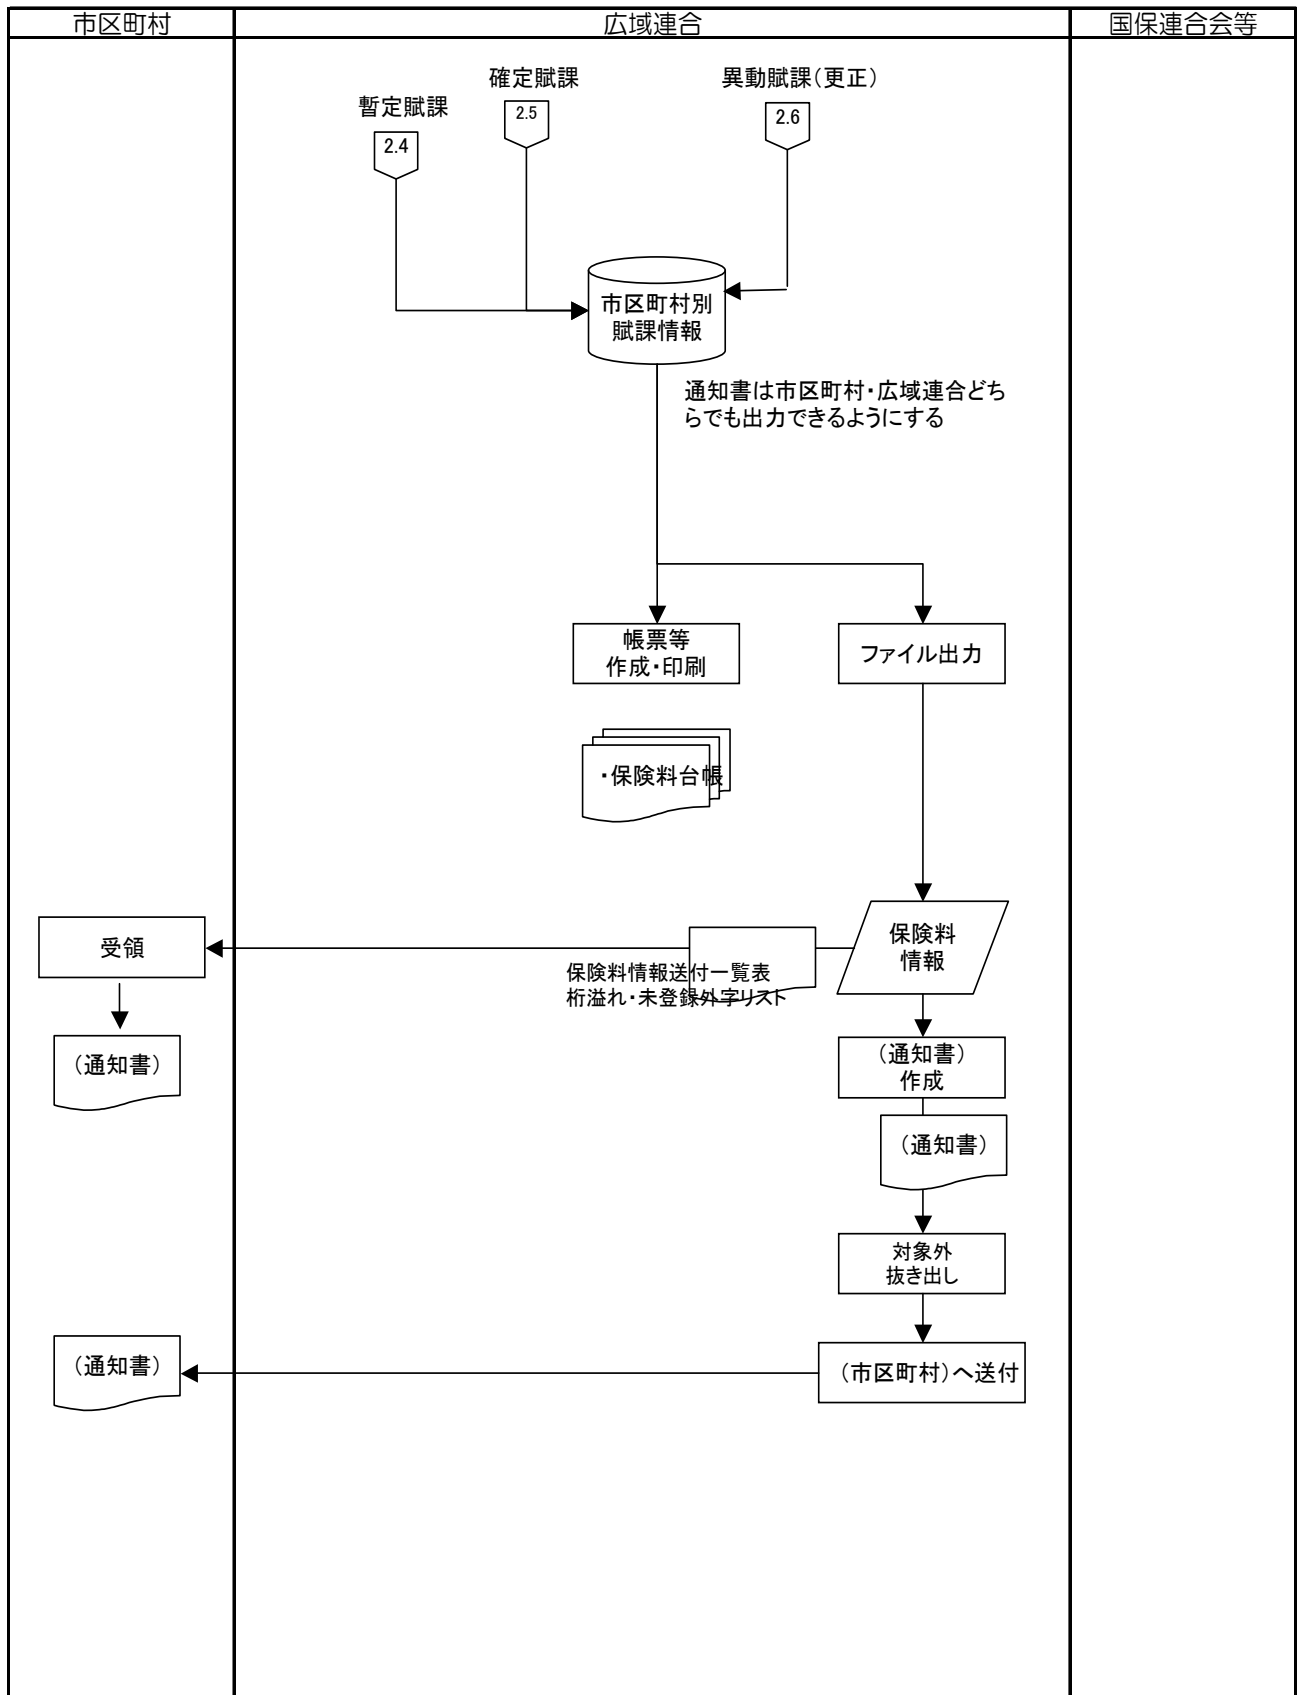 市区町村
広域連合
国保連合会等
確定賦課
異動賦課（更正）
暫定賦課
2.5
2.6
2.4
市区町村別
賦課情報
通知書は市区町村・広域連合どち
らでも出力できるようにする
帳票等
作成・印刷
ファイル出力
・保険料台帳
受領
保険料
情報
保険料情報送付一覧表
桁溢れ・未登録外字リスト
（通知書）
（通知書）
作成
（通知書）
対象外
抜き出し
（通知書）
（市区町村）へ送付